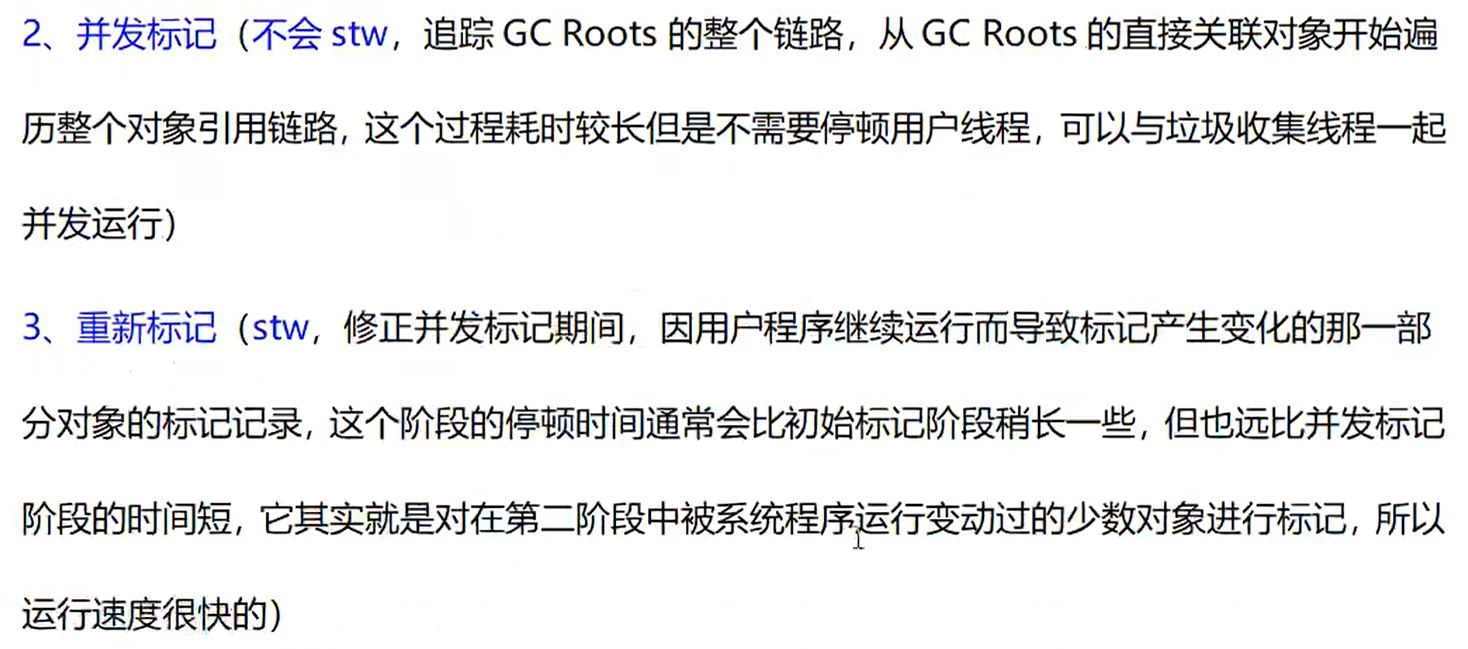 2、并发标记（不会 stw，追踪 GC Roots 的整个链路，从 GC Roots 的直接关联对象开始遍
历整个对象引用链路，这个过程耗时较长但是不需要停顿用户线程，可以与垃圾收集线程一起
并发运行）
3、重新标记（stw，修正并发标记期间，因用户程序继续运行而导致标记产生变化的那一部
分对象的标记记录，这个阶段的停顿时间通常会比初始标记阶段稍长一些，但也远比并发标记
阶段的时间短，它其实就是对在第二阶段中被系统程序运行变动过的少数对象进行标记，所以
运行速度很快的）